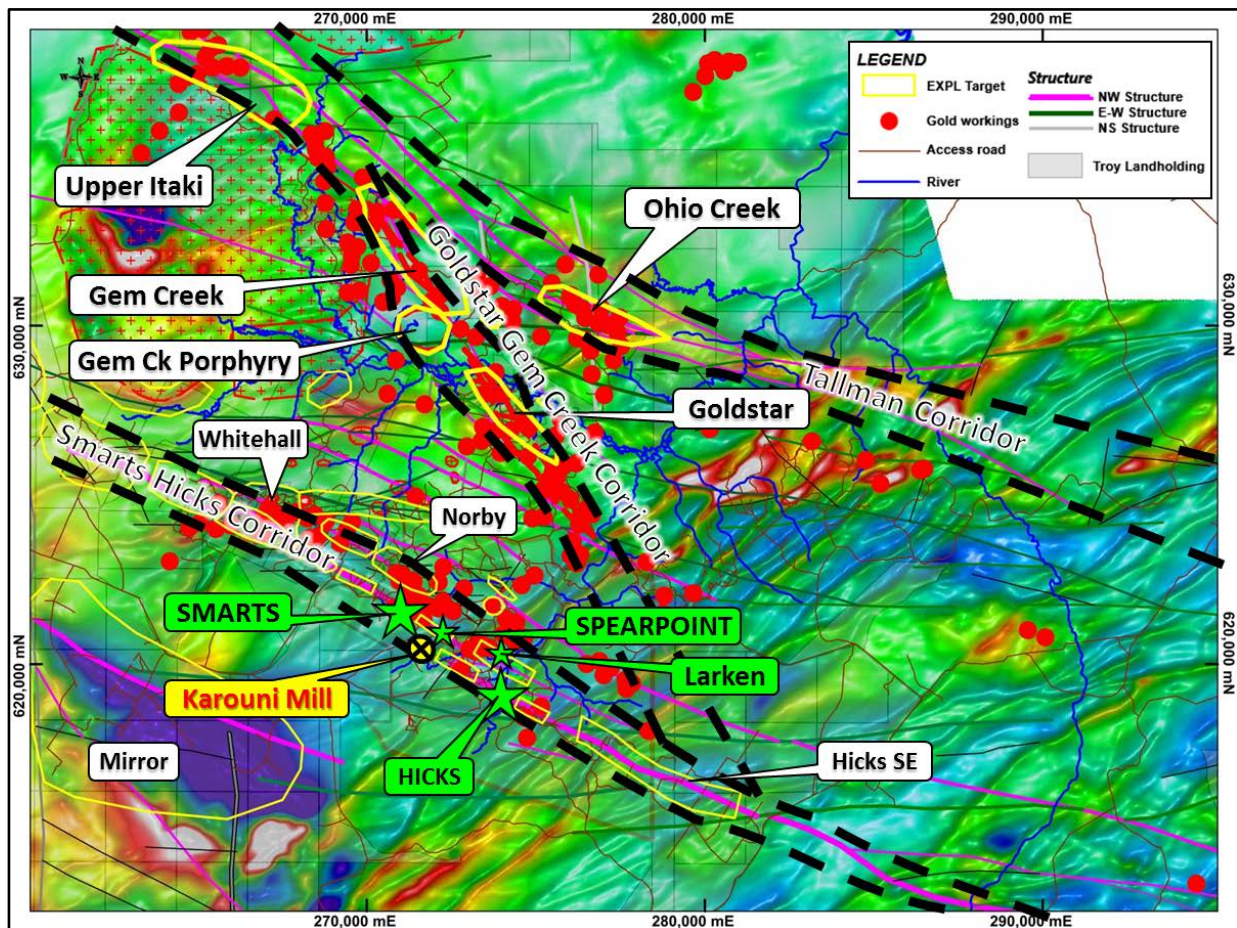 270,000 mE
280,000 mE
290,000 mE
N
W
E
S
LEGEND
EXPL Target
Gold workings
Access road
River
Structure
NW Structure
E-W Structure
NS Structure
Troy Landholding
Upper Itaki
Ohio Creek
Gem Creek
Gem Ck Porphyry
Goldstar Gem Creek Corridor
630,000 mN
630,000 mN
Goldstar
Tallman Corridor
Whitehall
Smarts Hicks Corridor
Norby
SMARTS
SPEARPOINT
Larken
620,000 mN
620,000 mN
Karouni Mill
Mirror
HICKS
Hicks SE
270,000 mE
280,000 mE
290,000 mE